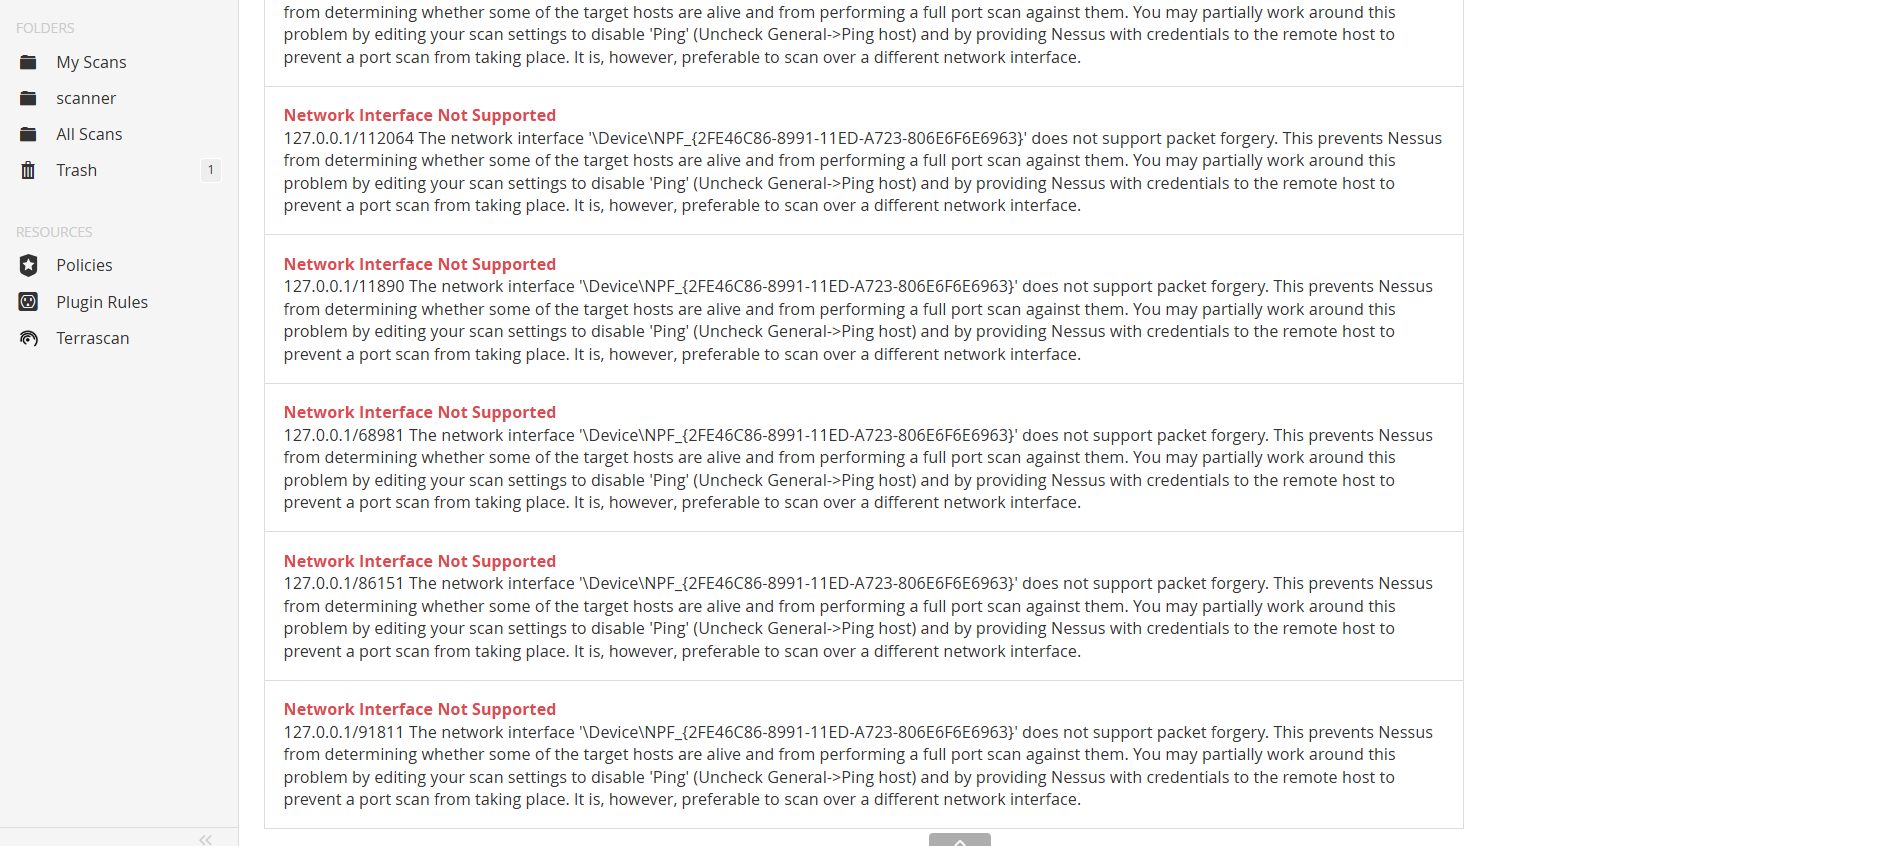 FOLDERS
My Scans
scanner
All Scans
Trash 1
RESOURCES
Policies
Plugin Rules
Terrascan
from determining whether some of the target hosts are alive and from performing a full port scan against them. You may partially work around this
problem by editing your scan settings to disable 'Ping' (Uncheck General->Ping host) and by providing Nessus with credentials to the remote host to
prevent a port scan from taking place. It is, however, preferable to scan over a different network interface.
Network Interface Not Supported
127.0.0.1/112064 The network interface '\Device\NPF_{2FE46C86-8991-11ED-A723-806E6F6E6963}' does not support packet forgery. This prevents Nessus
from determining whether some of the target hosts are alive and from performing a full port scan against them. You may partially work around this
problem by editing your scan settings to disable 'Ping' (Uncheck General->Ping host) and by providing Nessus with credentials to the remote host to
prevent a port scan from taking place. It is, however, preferable to scan over a different network interface.
Network Interface Not Supported
127.0.0.1/11890 The network interface '\Device\NPF_{2FE46C86-8991-11ED-A723-806E6F6E6963}' does not support packet forgery. This prevents Nessus
from determining whether some of the target hosts are alive and from performing a full port scan against them. You may partially work around this
problem by editing your scan settings to disable 'Ping' (Uncheck General->Ping host) and by providing Nessus with credentials to the remote host to
prevent a port scan from taking place. It is, however, preferable to scan over a different network interface.
Network Interface Not Supported
127.0.0.1/68981 The network interface '\Device\NPF_{2FE46C86-8991-11ED-A723-806E6F6E6963}' does not support packet forgery. This prevents Nessus
from determining whether some of the target hosts are alive and from performing a full port scan against them. You may partially work around this
problem by editing your scan settings to disable 'Ping' (Uncheck General->Ping host) and by providing Nessus with credentials to the remote host to
prevent a port scan from taking place. It is, however, preferable to scan over a different network interface.
Network Interface Not Supported
127.0.0.1/86151 The network interface '\Device\NPF_{2FE46C86-8991-11ED-A723-806E6F6E6963}' does not support packet forgery. This prevents Nessus
from determining whether some of the target hosts are alive and from performing a full port scan against them. You may partially work around this
problem by editing your scan settings to disable 'Ping' (Uncheck General->Ping host) and by providing Nessus with credentials to the remote host to
prevent a port scan from taking place. It is, however, preferable to scan over a different network interface.
Network Interface Not Supported
127.0.0.1/91811 The network interface '\Device\NPF_{2FE46C86-8991-11ED-A723-806E6F6E6963}' does not support packet forgery. This prevents Nessus
from determining whether some of the target hosts are alive and from performing a full port scan against them. You may partially work around this
problem by editing your scan settings to disable 'Ping' (Uncheck General->Ping host) and by providing Nessus with credentials to the remote host to
prevent a port scan from taking place. It is, however, preferable to scan over a different network interface.